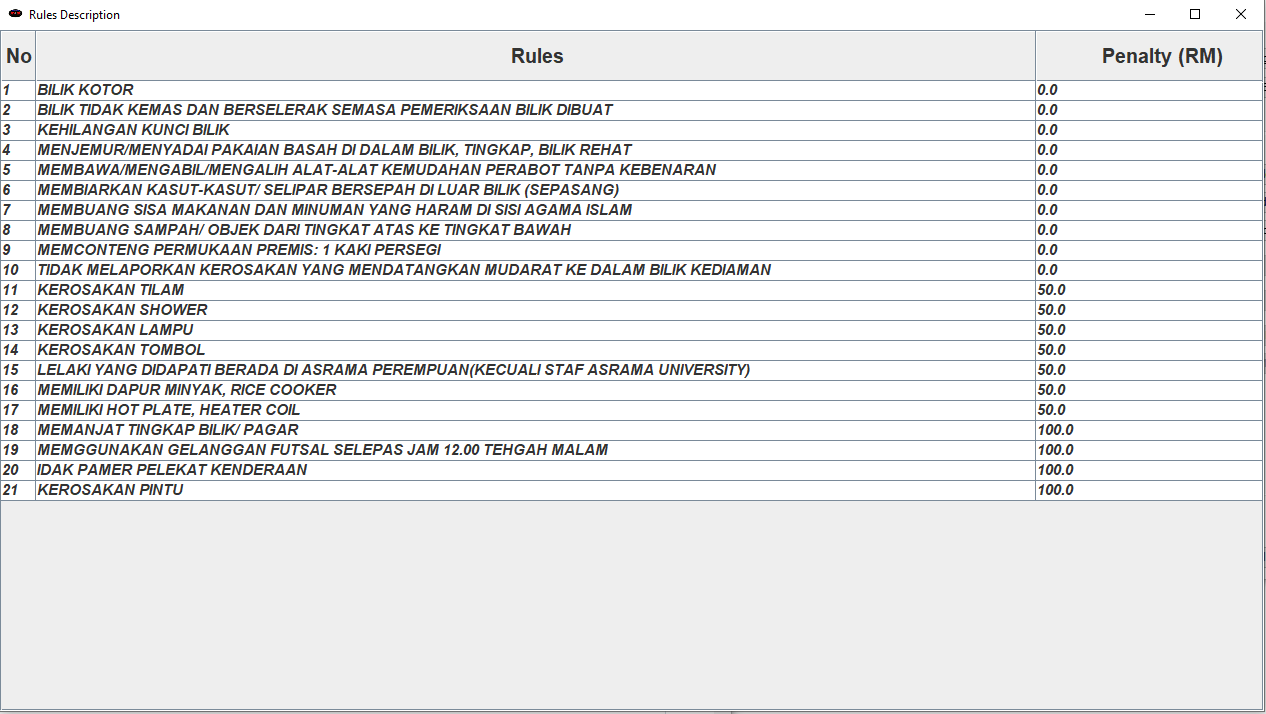 Rules Description
No Rules Penalty (RM)
1 BILIK KOTOR 0.0
2 BILIK TIDAK KEMAS DAN BERSELERAK SEMASA PEMERIKSAAN BILIK DIBUAT 0.0
3 KEHILANGAN KUNCI BILIK 0.0
4 MENJEMUR/MENYADAI PAKAIAN BASAH DI DALAM BILIK, TINGKAP, BILIK REHAT 0.0
5 MEMBAWA/MENGABIL/MENGALIH ALAT-ALAT KEMUDAHAN PERABOT TANPA KEBENARAN 0.0
6 MEMBIARKAN KASUT-KASUT/ SELIPAR BERSEPAH DI LUAR BILIK (SEPASANG) 0.0
7 MEMBUANG SISA MAKANAN DAN MINUMAN YANG HARAM DI SISI AGAMA ISLAM 0.0
8 MEMBUANG SAMPAH/ OBJEK DARI TINGKAT ATAS KE TINGKAT BAWAH 0.0
9 MEMCONTENG PERMUKAAN PREMIS: 1 KAKI PERSEGI 0.0
10 TIDAK MELAPORKAN KEROSAKAN YANG MENDATANGKAN MUDARAT KE DALAM BILIK KEDIAMAN 0.0
11 KEROSAKAN TILAM 50.0
12 KEROSAKAN SHOWER 50.0
13 KEROSAKAN LAMPU 50.0
14 KEROSAKAN TOMBOL 50.0
15 LELAKI YANG DIDAPATI BERADA DI ASRAMA PEREMPUAN(KECUALI STAF ASRAMA UNIVERSITY) 50.0
16 MEMILIKI DAPUR MINYAK, RICE COOKER 50.0
17 MEMILIKI HOT PLATE, HEATER COIL 50.0
18 MEMANJAT TINGKAP BILIK/ PAGAR 100.0
19 MEMGGUNAKAN GELANGGAN FUTSAL SELEPAS JAM 12.00 TEHGAH MALAM 100.0
20 IDAK PAMER PELEKAT KENDERAAN 100.0
21 KEROSAKAN PINTU 100.0